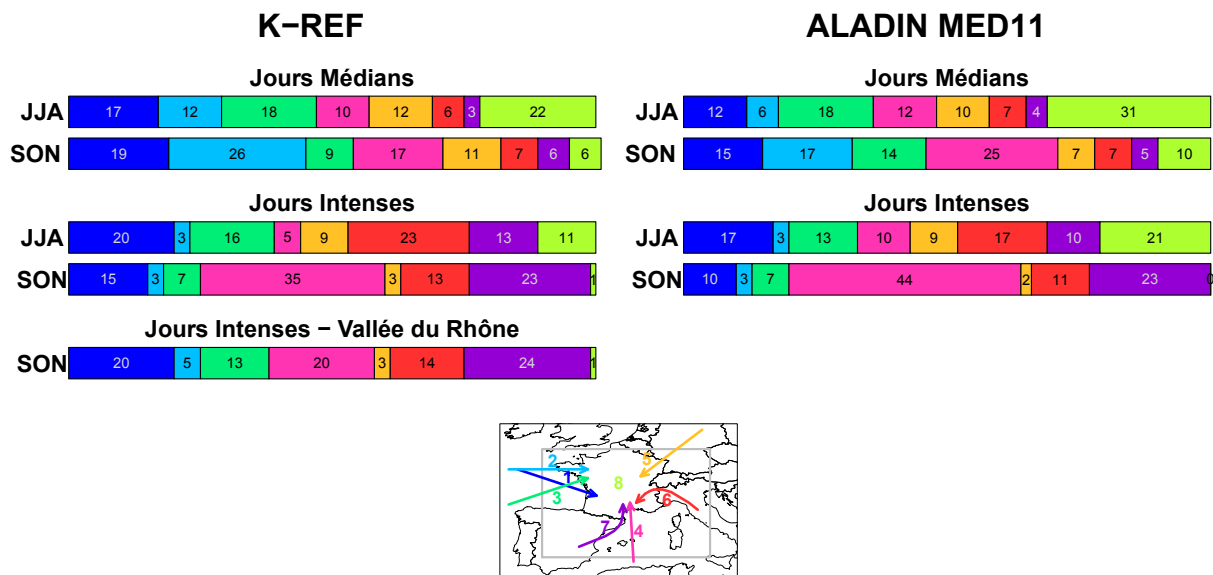 K−REF
ALADIN MED11
Jours Médians
Jours Médians
JJA 17 12 18 10 12 6 3 22
JJA 12 6 18 12 10 7 4 31
SON 19 26 9 17 11 7 6 6
SON 15 17 14 25 7 7 5 10
Jours Intenses
Jours Intenses
JJA 20 3 16 5 9 23 13 11
JJA 17 3 13 10 9 17 10 21
SON 15 3 7 35 3 13 23 1
SON 10 3 7 44 2 11 23 0
Jours Intenses − Vallée du Rhône
SON 20 5 13 20 3 14 24 1
2
5
1
8
3
6
7
4